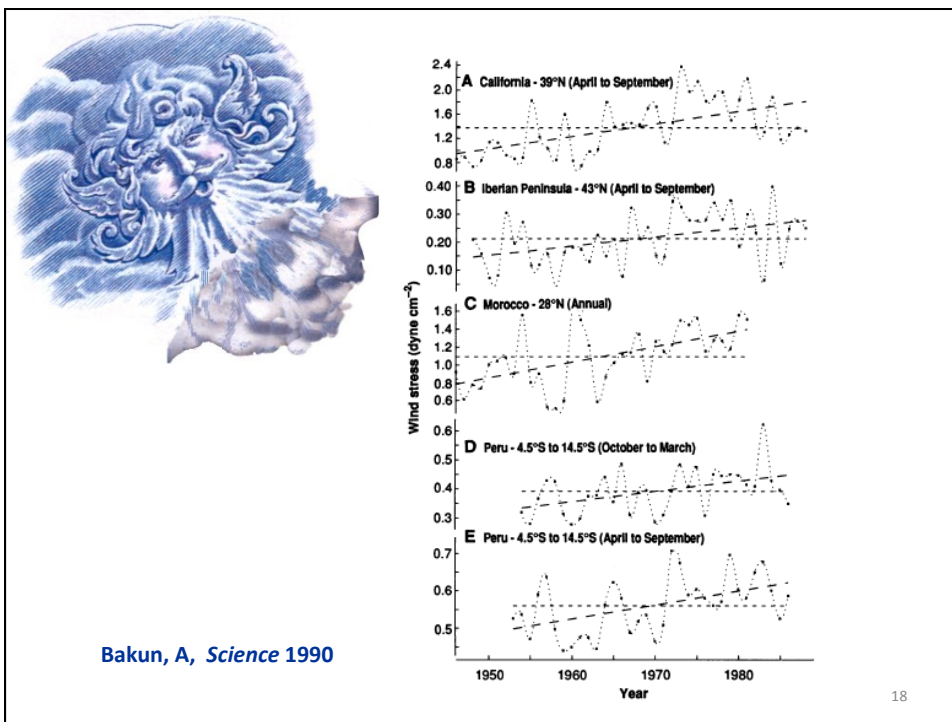 2.4
A California - 39°N (April to September)
2.0
1.6
1.2
0.8
0.40
B Iberian Peninsula - 43°N (April to September)
0.30
0.20
0.10
C Morocco - 28°N (Annual)
1.6
1.4
1.2
1.0
0.8
0.6
Wind stress (dyne cm⁻²)
0.6
D Peru - 4.5°S to 14.5°S (October to March)
0.5
0.4
0.3
E Peru - 4.5°S to 14.5°S (April to September)
0.7
0.6
0.5
1950 1960 1970 1980
Year
Bakun, A, Science 1990
18